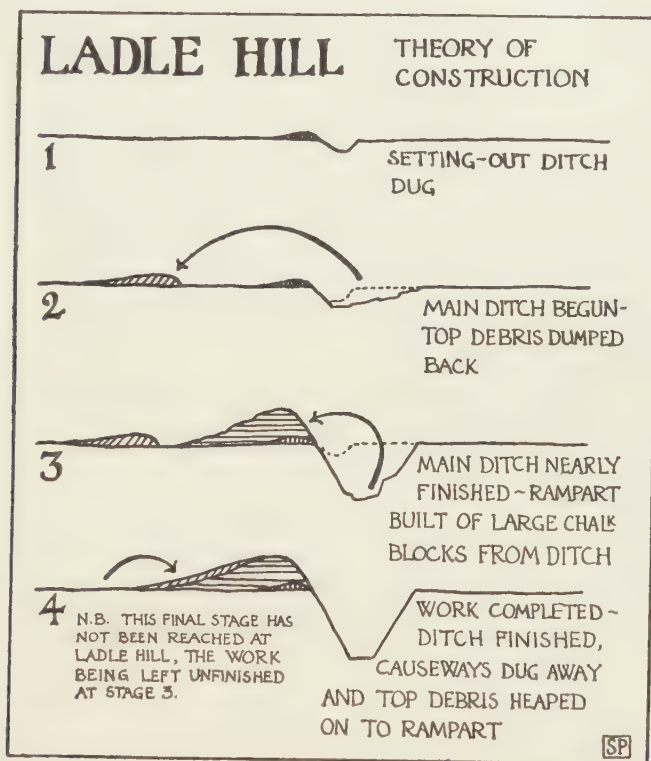 LADLE HILL
THEORY OF
CONSTRUCTION
1
SETTING-OUT DITCH
DUG
2
MAIN DITCH BEGUN-
TOP DEBRIS DUMPED
BACK
3
MAIN DITCH NEARLY
FINISHED~RAMPART
BUILT OF LARGE CHALK
BLOCKS FROM DITCH
4
N.B. THIS FINAL STAGE HAS
NOT BEEN REACHED AT
LADLE HILL, THE WORK
BEING LEFT UNFINISHED
AT STAGE 3.
WORK COMPLETED~
DITCH FINISHED,
CAUSEWAYS DUG AWAY
AND TOP DEBRIS HEAPED
ON TO RAMPART
SP